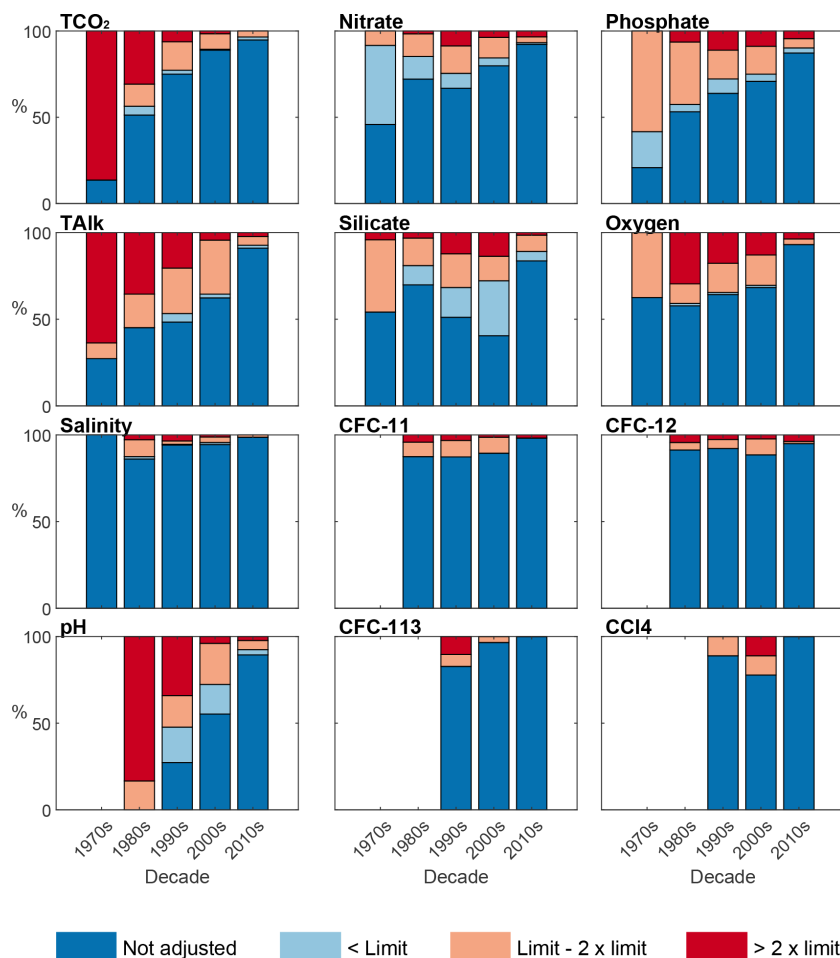 TCO₂ Nitrate Phosphate
100
%
50
0
TAlk Silicate Oxygen
100
%
50
0
Salinity CFC-11 CFC-12
100
%
50
0
pH CFC-113 CCl4
100
%
50
0
1970s 1980s 1990s 2000s 2010s 1970s 1980s 1990s 2000s 2010s 1970s 1980s 1990s 2000s 2010s
Decade Decade Decade
Not adjusted < Limit Limit - 2 x limit > 2 x limit